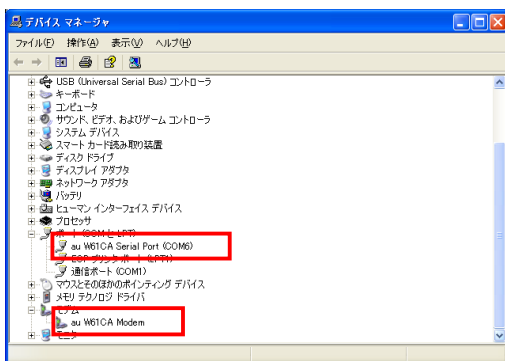 デバイス マネージャ
ファイル(F) 操作(A) 表示(V) ヘルプ(H)
USB (Universal Serial Bus) コントローラ
キーボード
コンピュータ
サウンド、ビデオ、およびゲーム コントローラ
システム デバイス
スマート カード読み取り装置
ディスク ドライブ
ディスプレイ アダプタ
ネットワーク アダプタ
バッテリ
ヒューマン インターフェイス デバイス
プロセッサ
ポート (COM と LPT)
au W61CA Serial Port (COM6)
ECP プリンタ ポート (LPT1)
通信ポート (COM1)
マウスとそのほかのポインティング デバイス
メモリ テクノロジ ドライバ
モデム
au W61CA Modem
モニタ